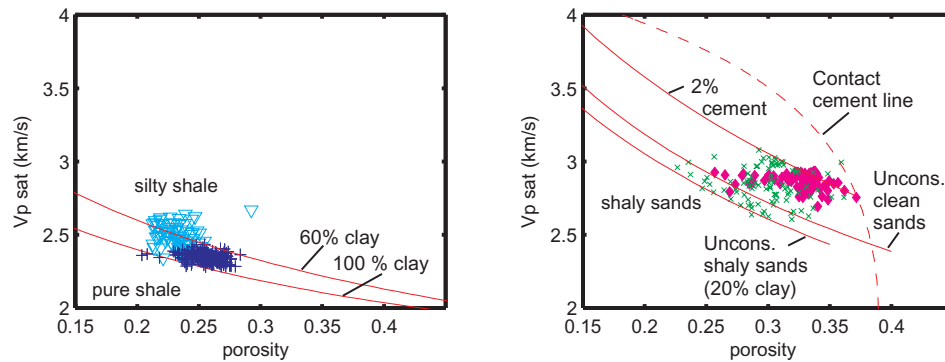 4
3.5
3
2.5
2
Vp sat (km/s)
silty shale
60% clay
100 % clay
pure shale
0.15
0.2
0.25
0.3
0.35
0.4
porosity
4
3.5
3
2.5
2
Vp sat (km/s)
2%
cement
Contact
cement line
shaly sands
Uncons.
clean
sands
Uncons.
shaly sands
(20% clay)
0.15
0.2
0.25
0.3
0.35
0.4
porosity